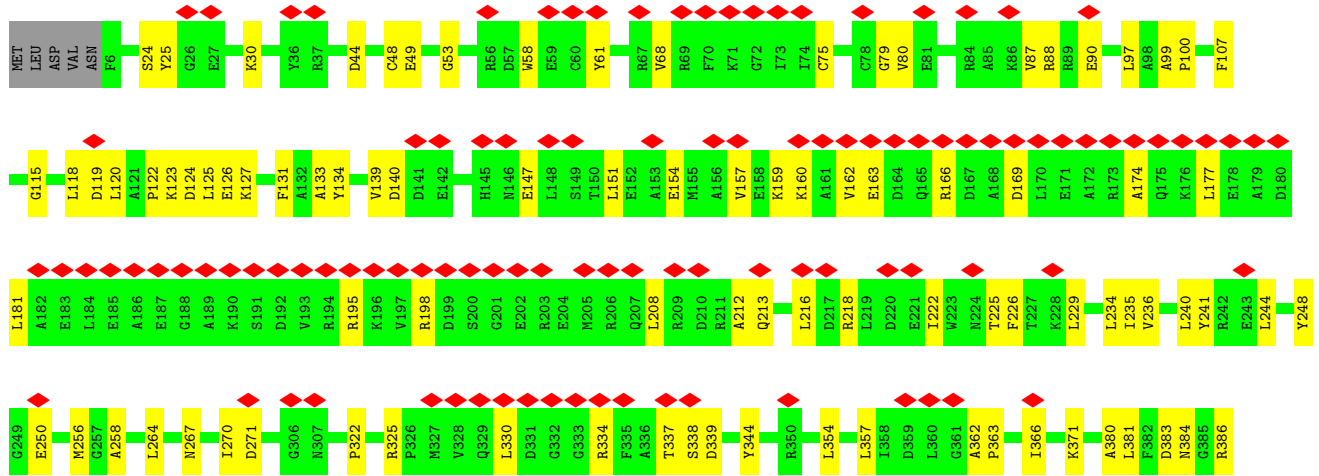 MET LEU ASP VAL ASN F6 S24 Y25 G26 E27 K30 Y36 R37 D44 C48 E49 G53 R56 D57 W58 E59 C60 Y61 R67 V68 R69 F70 K71 G72 I73 I74 C75 C78 G79 V80 E81 R84 A85 K86 V87 R88 R89 E90 L97 A98 A99 P100 F107
G115 L118 D119 L120 A121 P122 K123 D124 L125 E126 K127 F131 A132 A133 Y134 V139 D140 D141 E142 H145 N146 E147 L148 S149 T150 L151 E152 A153 E154 M155 A156 V157 E158 K159 K160 A161 V162 E163 D164 Q165 R166 D167 A168 D169 L170 E171 A172 R173 A174 Q175 K176 L177 E178 A179 D180
L181 A182 E183 L184 E185 A186 E187 G188 A189 K190 S191 D192 V193 R194 R195 K196 V197 R198 D199 S200 G201 E202 R203 E204 M205 R206 Q207 L208 R209 D210 R211 A212 Q213 L216 D217 R218 L219 D220 E221 I222 W223 N224 T225 F226 T227 K228 L229 L234 I235 V236 L240 Y241 R242 E243 L244 Y248
G249 E250 M256 G257 A258 L264 N267 I270 D271 G306 N307 P322 R325 P326 M327 V328 Q329 L330 D331 G332 G333 R334 F335 A336 T337 S338 D339 Y344 R350 L354 L357 I358 D359 L360 G361 A362 P363 I366 K371 A380 L381 F382 D383 N384 G385 R386